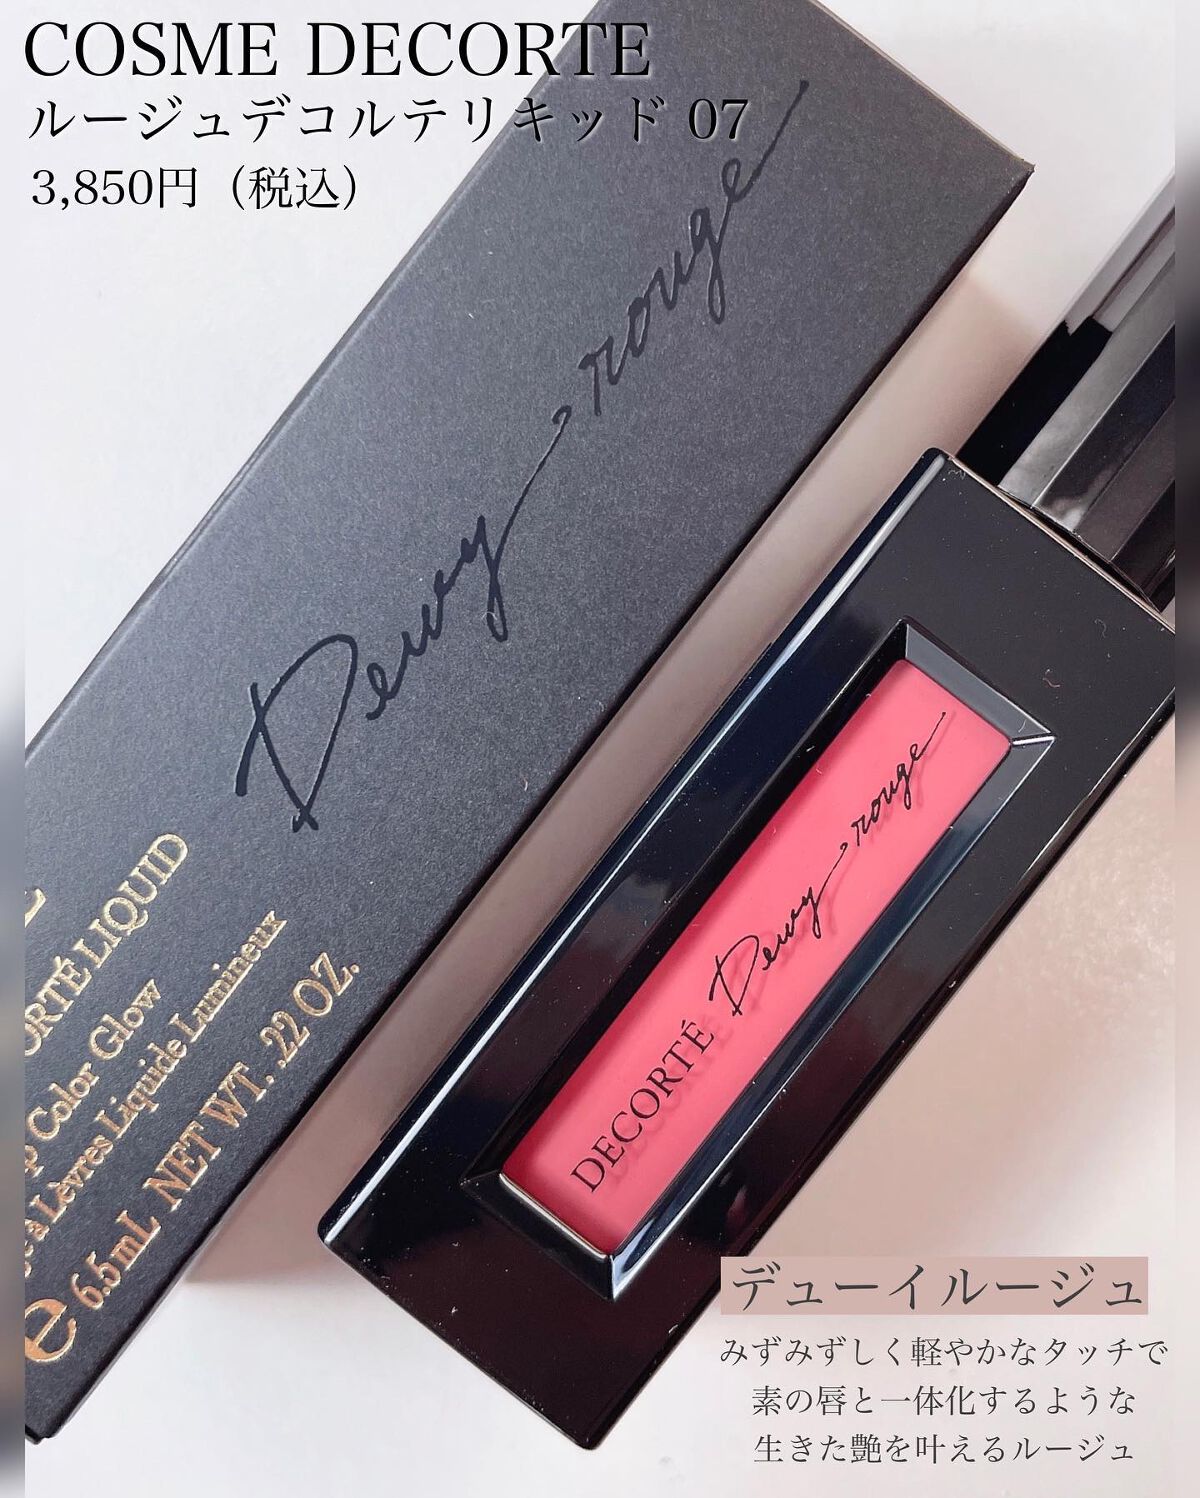 COSME DECORTE
ルージュデコルテリキッド 07
3,850円（税込）
Dewy rouge
ORTÉ LIQUID
Color Glow
à Lèvres Liquide Lumineux
e 6.5mL NET WT. .22 OZ.
DECORTÉ Dewy rouge
デューイルージュ
みずみずしく軽やかなタッチで
素の唇と一体化するような
生きた艶を叶えるルージュ